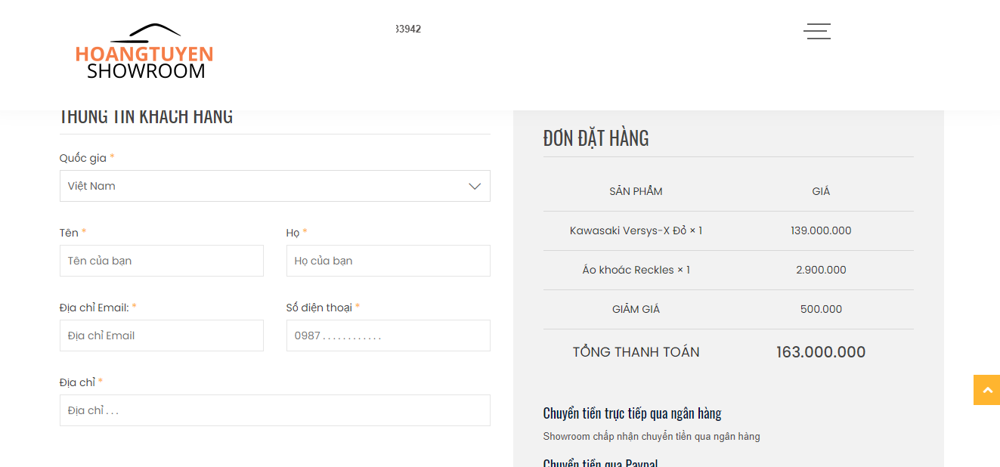 HOANGTUYEN
SHOWROOM
33942
THÔNG TIN KHÁCH HÀNG
Quốc gia *
Việt Nam
Tên *
Họ *
Tên của bạn
Họ của bạn
Địa chỉ Email: *
Số điện thoại *
Địa chỉ Email
0987 . . . . . . . . . . . .
Địa chỉ *
Địa chỉ . . .
ĐƠN ĐẶT HÀNG
SẢN PHẨM GIÁ
Kawasaki Versys-X Đỏ × 1 139.000.000
Áo khoác Reckles × 1 2.900.000
GIẢM GIÁ 500.000
TỔNG THANH TOÁN 163.000.000
Chuyển tiền trực tiếp qua ngân hàng
Showroom chấp nhận chuyển tiền qua ngân hàng
Chuyển tiền qua Paypal